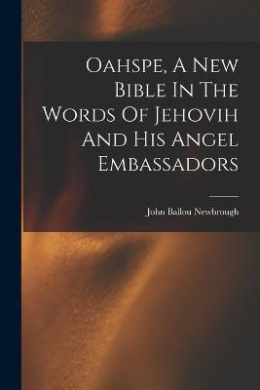 Oahspe, A New
Bible In The
Words Of Jehovih
And His Angel
Embassadors
John Ballou Newbrough